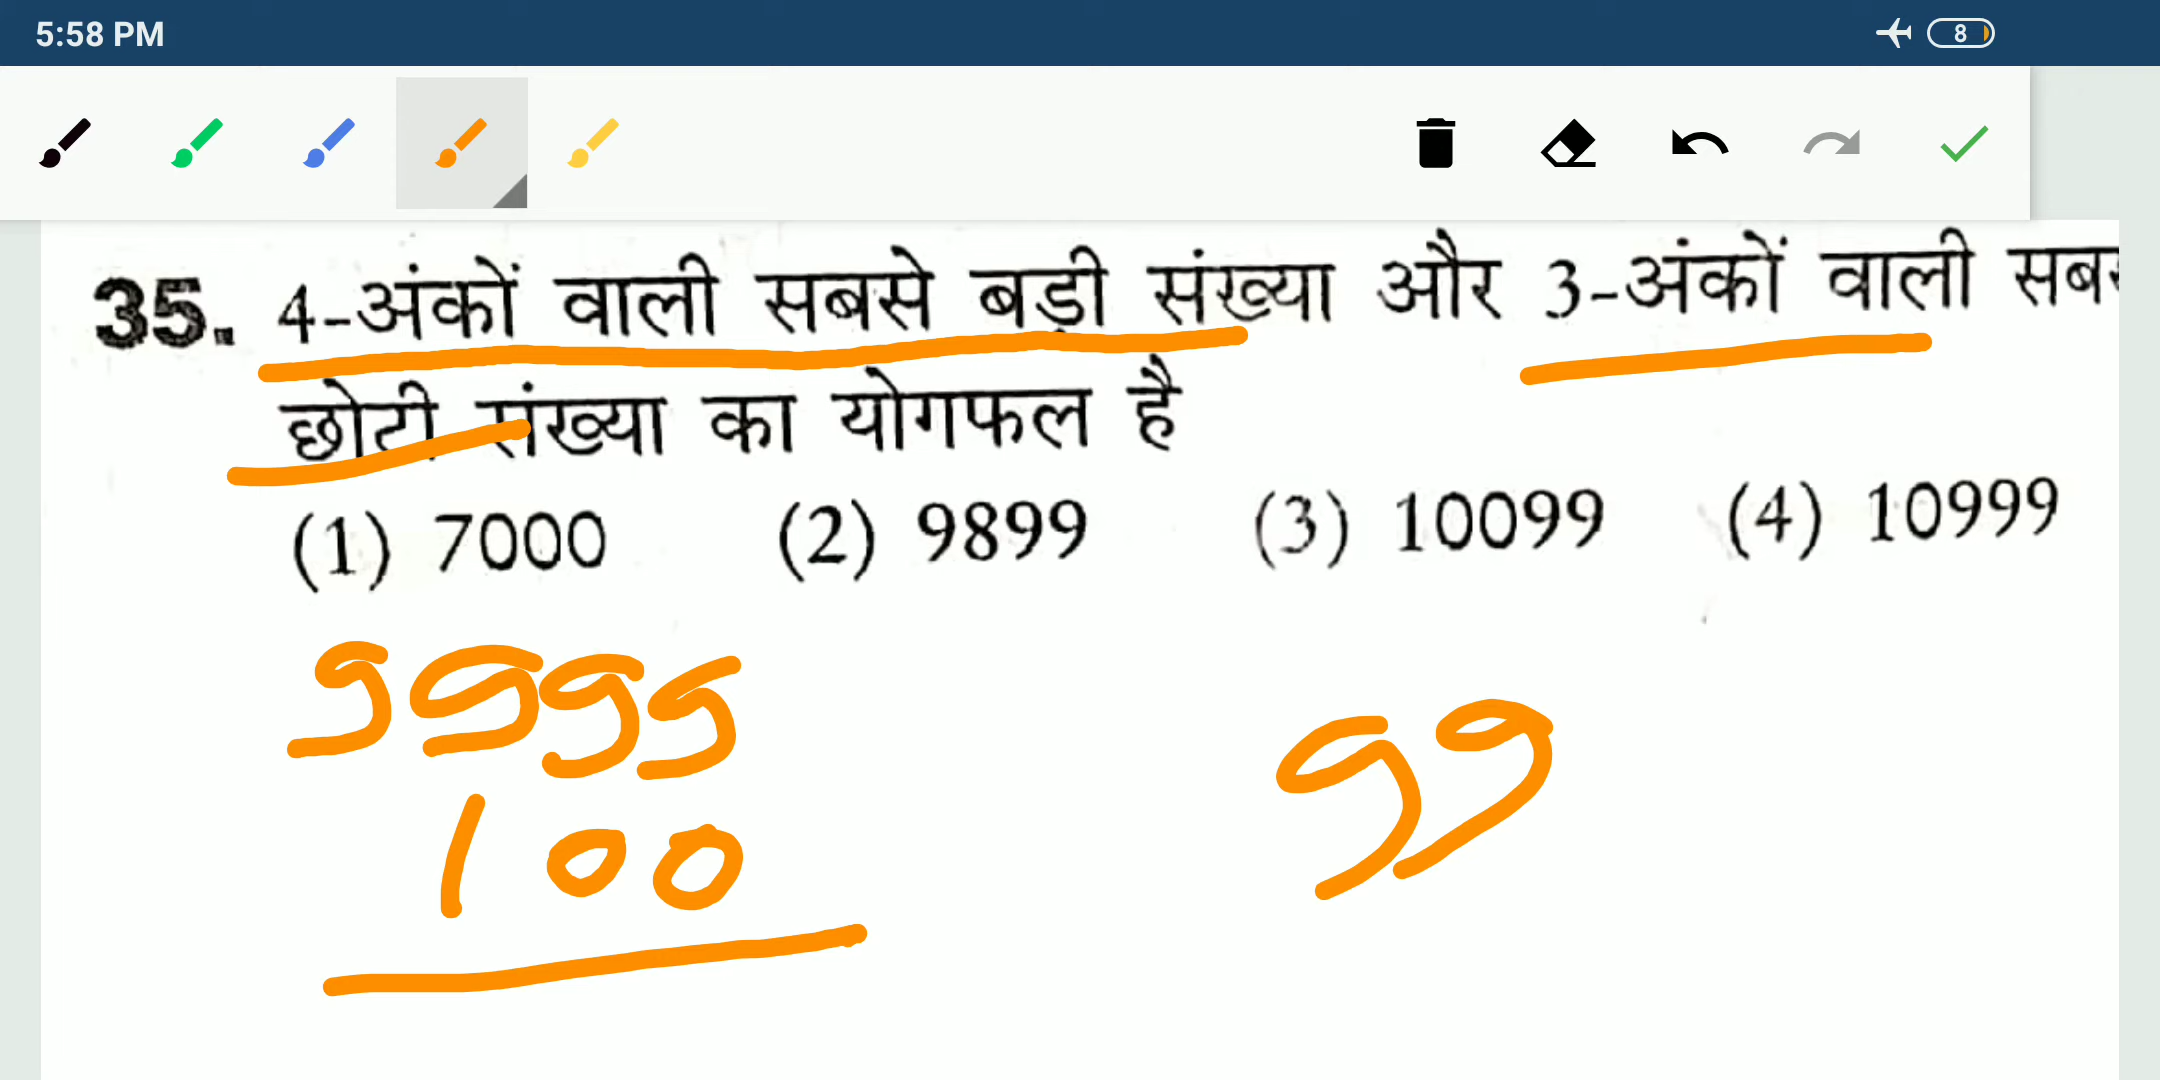 5:58 PM
8
35. 4-अंकों वाली सबसे बड़ी संख्या और 3-अंकों वाली
छोटी संख्या का योगफल है
(1) 7000 (2) 9899 (3) 10099 (4) 10999
9999
100
99